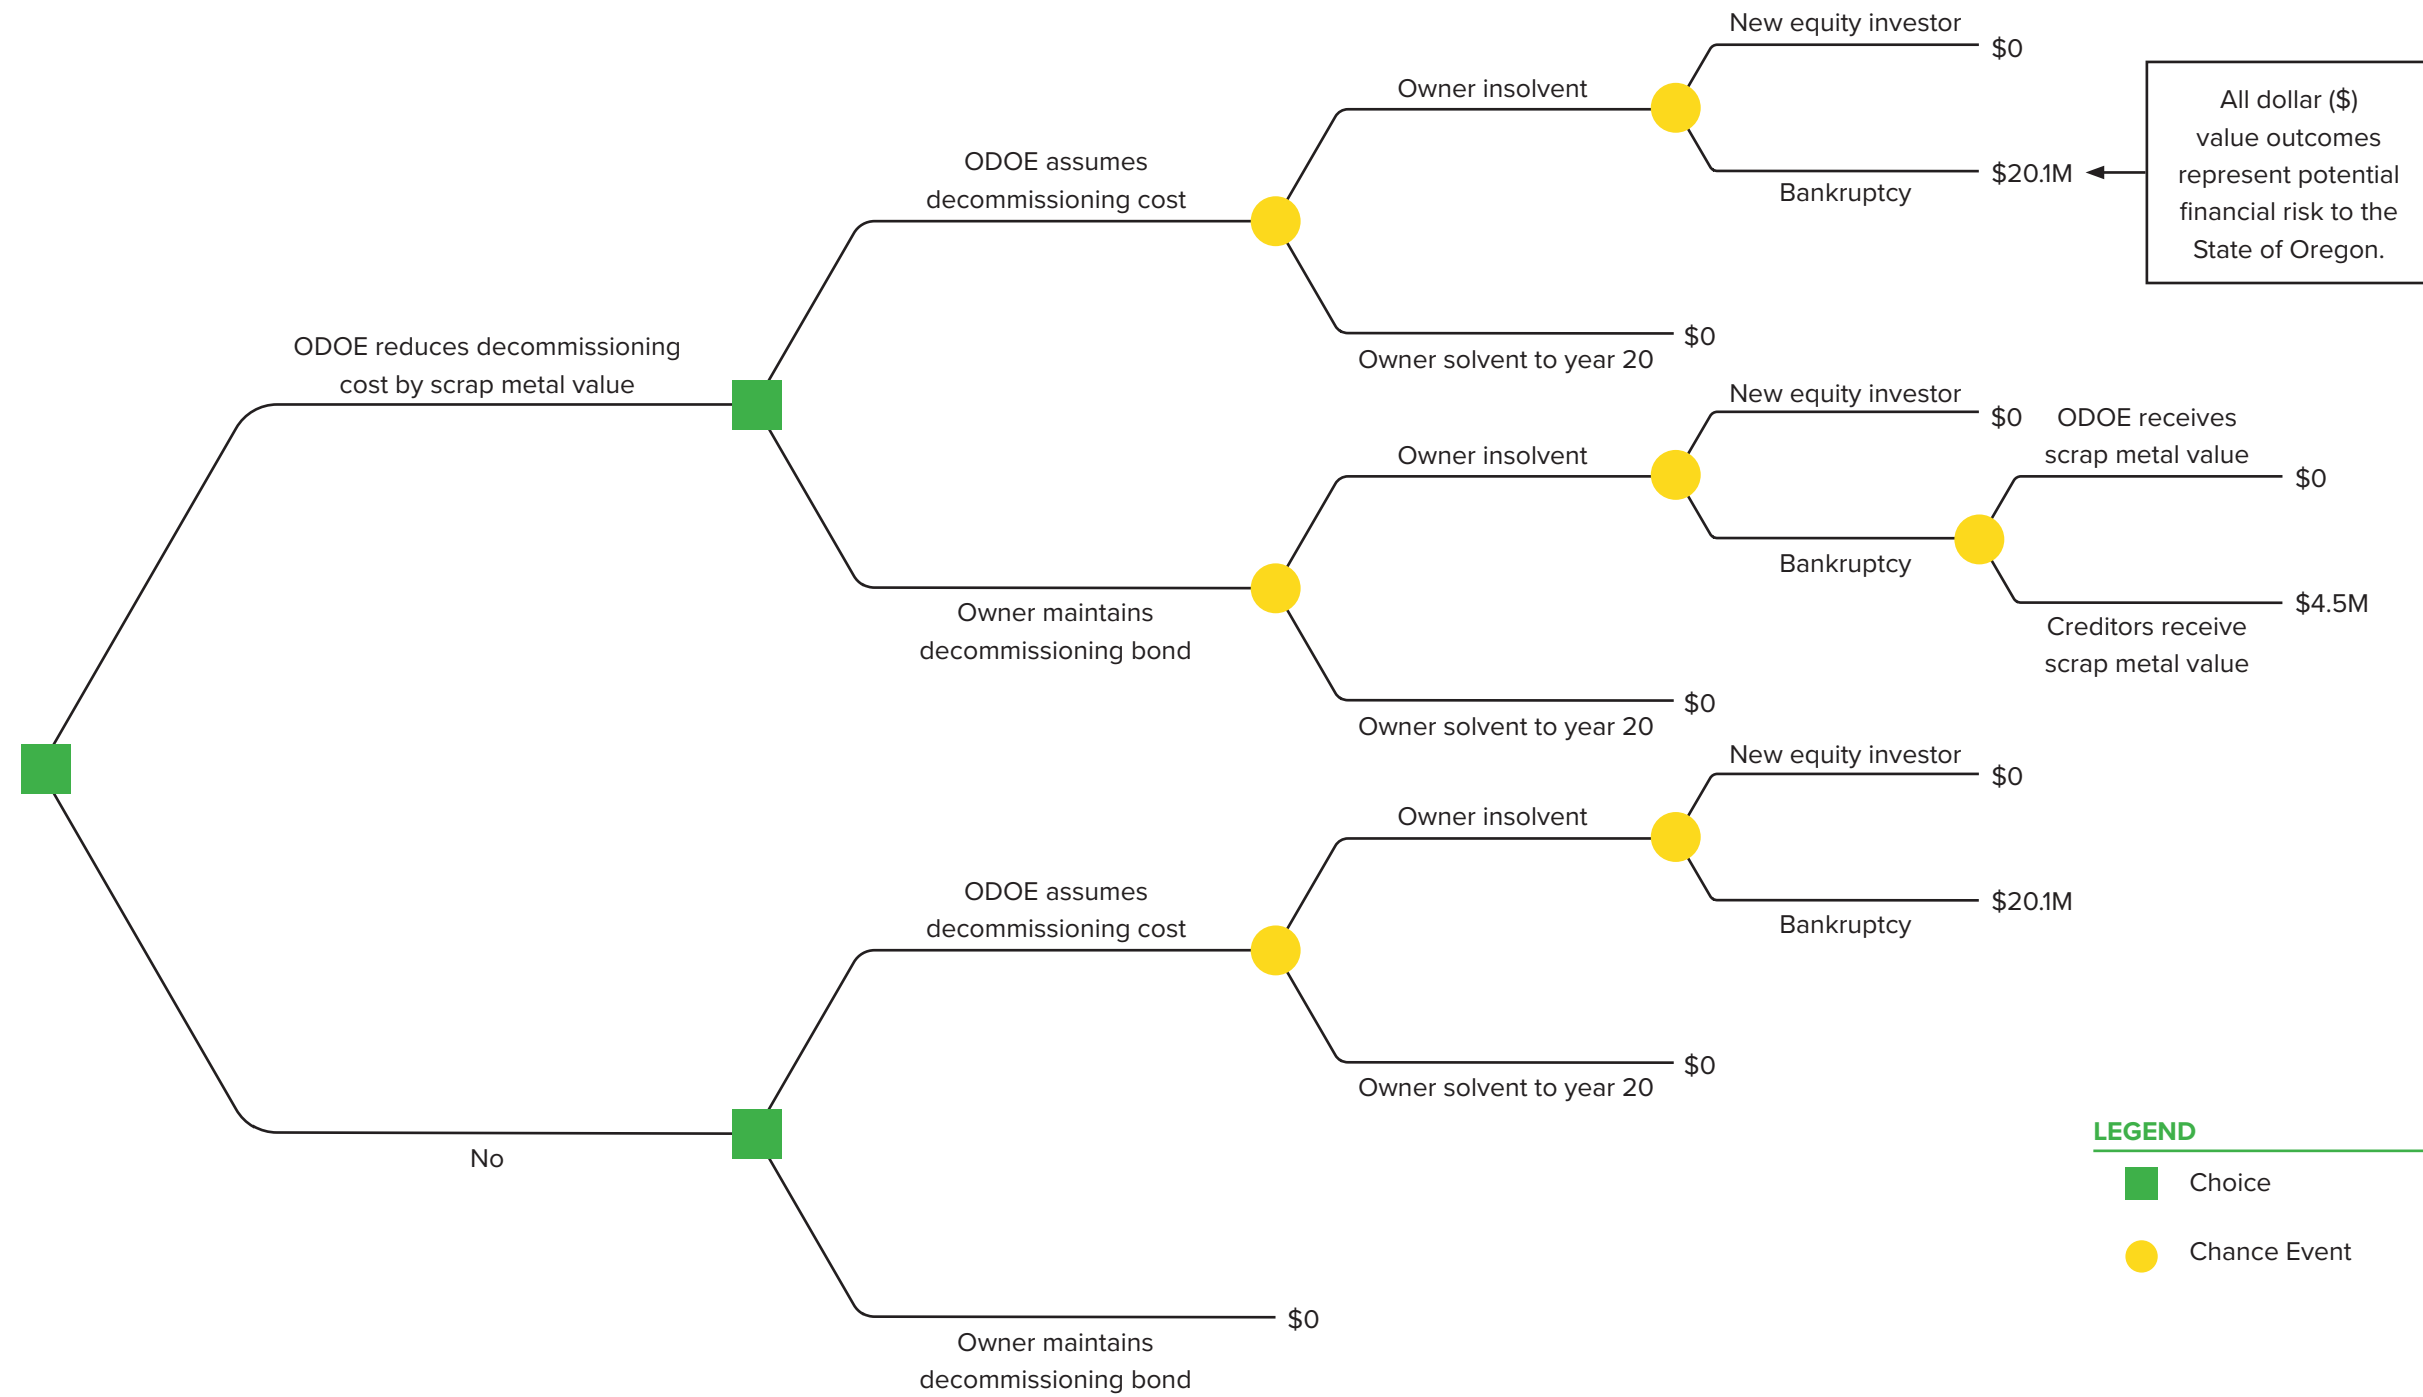 New equity investor
$0
Owner insolvent
All dollar ($)
value outcomes
represent potential
financial risk to the
State of Oregon.
ODOE assumes
decommissioning cost
$20.1M
Bankruptcy
ODOE reduces decommissioning
cost by scrap metal value
$0
Owner solvent to year 20
New equity investor
$0
ODOE receives
scrap metal value
Owner insolvent
$0
Bankruptcy
Owner maintains
decommissioning bond
$4.5M
Creditors receive
scrap metal value
$0
Owner solvent to year 20
New equity investor
$0
Owner insolvent
ODOE assumes
decommissioning cost
$20.1M
Bankruptcy
$0
Owner solvent to year 20
No
$0
Owner maintains
decommissioning bond
LEGEND
Choice
Chance Event